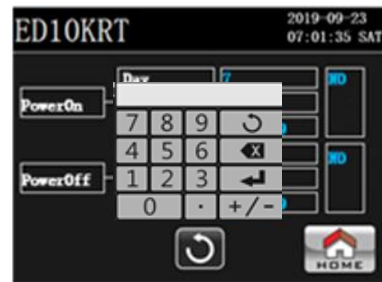 ED10KRT
2019-09-23
07:01:35 SAT
Day 7 NO
PowerOn
7 8 9
4 5 6
NO
PowerOff
1 2 3
0 . +/-
HOME